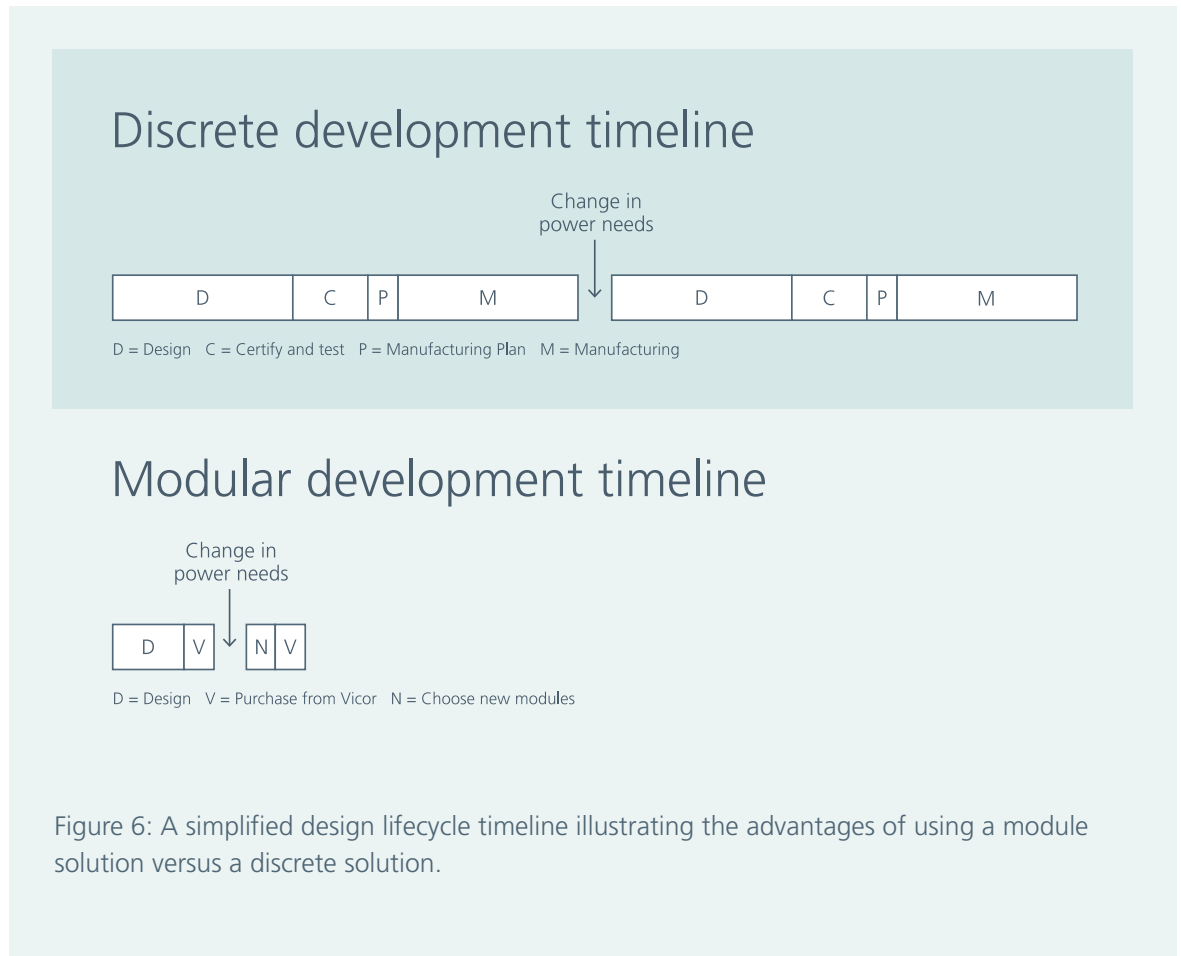 Discrete development timeline
Change in
power needs
D C P M D C P M
D = Design C = Certify and test P = Manufacturing Plan M = Manufacturing
Modular development timeline
Change in
power needs
D V N V
D = Design V = Purchase from Vicor N = Choose new modules
Figure 6: A simplified design lifecycle timeline illustrating the advantages of using a module
solution versus a discrete solution.